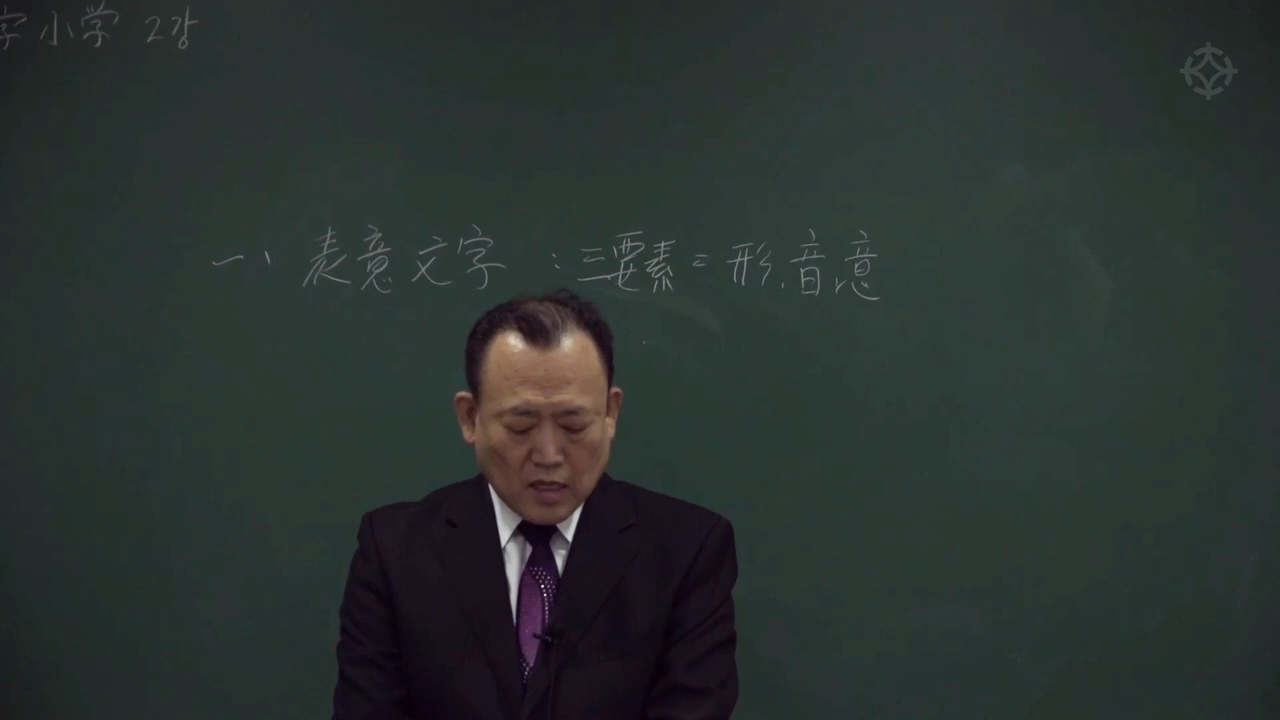 字小学 2강
一、表意文字 : 三要素 = 形, 音, 意